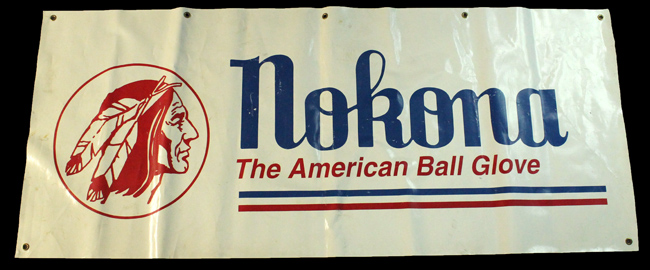 Nokona
The American Ball Glove